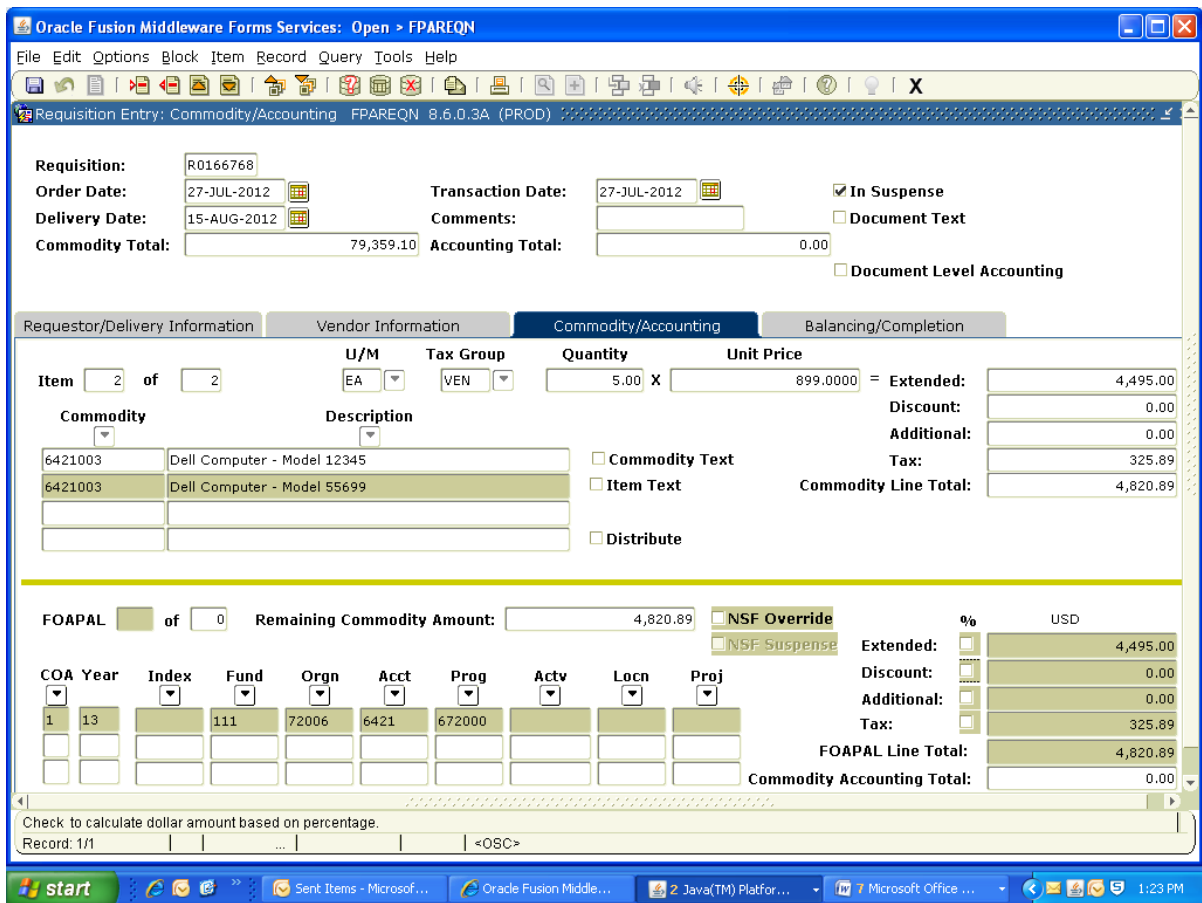 Oracle Fusion Middleware Forms Services: Open > FPAREQN
File Edit Options Block Item Record Query Tools Help
X
Requisition Entry: Commodity/Accounting FPAREQN 8.6.0.3A (PROD)
Requisition: R0166768
Order Date: 27-JUL-2012 Transaction Date: 27-JUL-2012 In Suspense
Delivery Date: 15-AUG-2012 Comments: Document Text
Commodity Total: 79,359.10 Accounting Total: 0.00
Document Level Accounting
Requestor/Delivery Information Vendor Information Commodity/Accounting Balancing/Completion
U/M Tax Group Quantity Unit Price
Item 2 of 2 EA VEN 5.00 X 899.0000 = Extended: 4,495.00
Discount: 0.00
Commodity Description Additional: 0.00
6421003 Dell Computer - Model 12345 Commodity Text Tax: 325.89
6421003 Dell Computer - Model 55699 Item Text Commodity Line Total: 4,820.89
Distribute
FOAPAL of 0 Remaining Commodity Amount: 4,820.89 NSF Override % USD
NSF Suspense Extended: 4,495.00
COA Year Index Fund Orgn Acct Prog Actv Locn Proj Discount: 0.00
Additional: 0.00
1 13 111 72006 6421 672000 Tax: 325.89
FOAPAL Line Total: 4,820.89
Commodity Accounting Total: 0.00
Check to calculate dollar amount based on percentage.
Record: 1/1 ... <OSC>
start Sent Items - Microsof... Oracle Fusion Middle... 2 Java(TM) Platfor... 7 Microsoft Office ... 1:23 PM